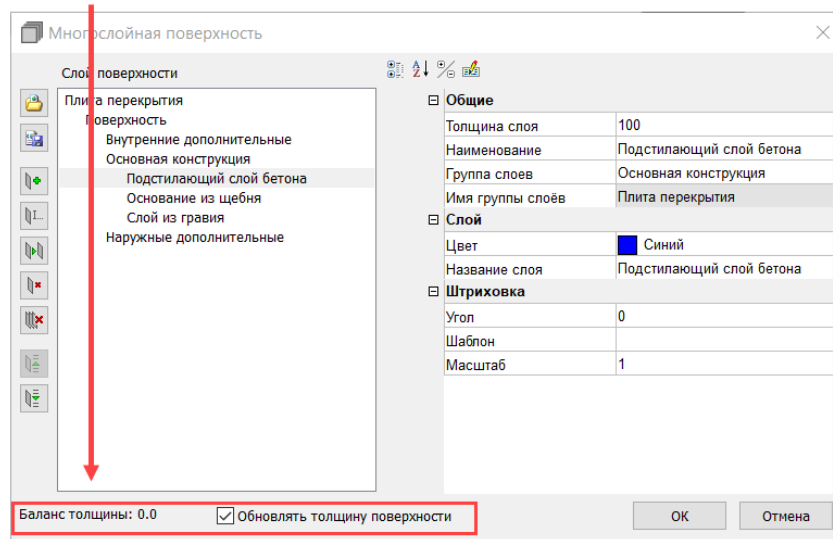 Многослойная поверхность
Слой поверхности
Плита перекрытия
Поверхность
Внутренние дополнительные
Основная конструкция
Подстилающий слой бетона
Основание из щебня
Слой из гравия
Наружные дополнительные
Общие
Толщина слоя 100
Наименование Подстилающий слой бетона
Группа слоев Основная конструкция
Имя группы слоёв Плита перекрытия
Слой
Цвет Синий
Название слоя Подстилающий слой бетона
Штриховка
Угол 0
Шаблон
Масштаб 1
Баланс толщины: 0.0 Обновлять толщину поверхности ОК Отмена